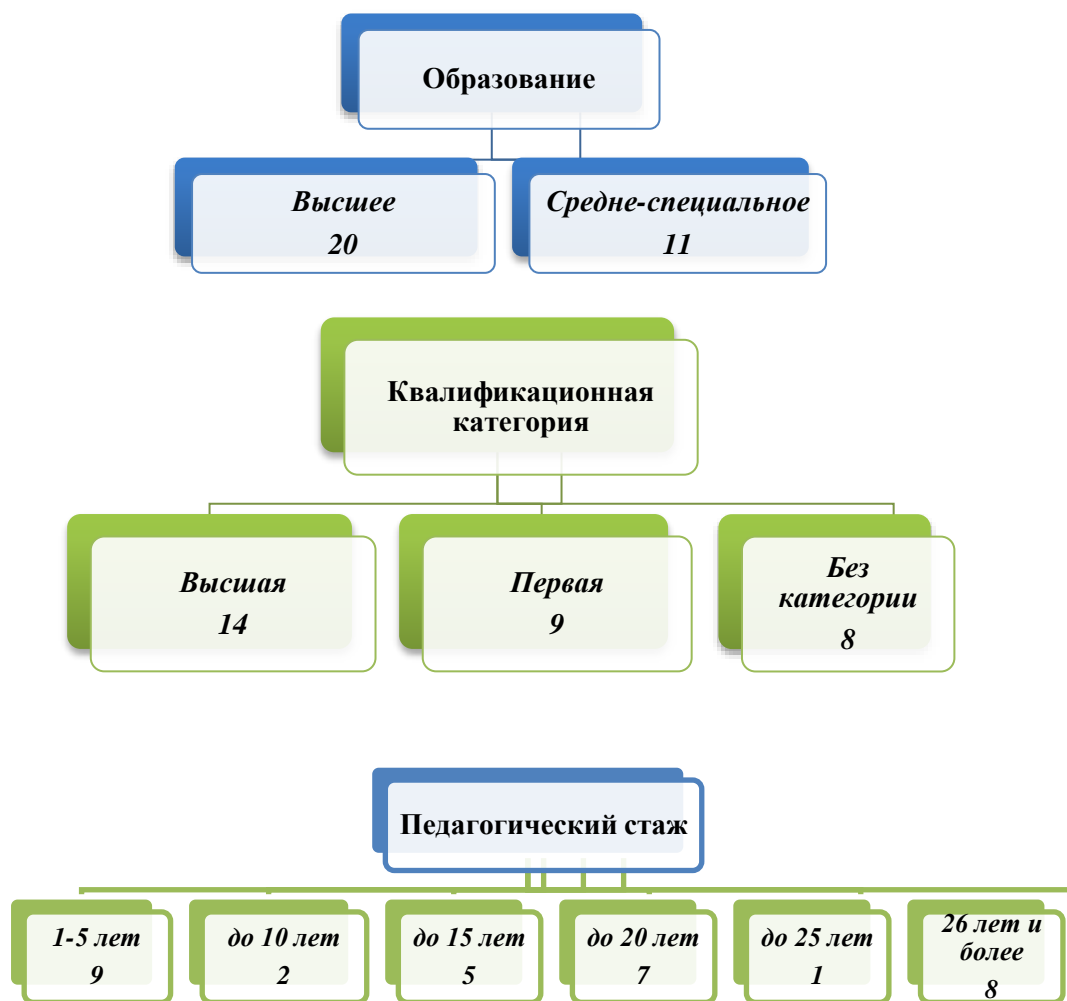 Образование
Высшее
20
Средне-специальное
11
Квалификационная
категория
Высшая
14
Первая
9
Без
категории
8
Педагогический стаж
1-5 лет
9
до 10 лет
2
до 15 лет
5
до 20 лет
7
до 25 лет
1
26 лет и
более
8